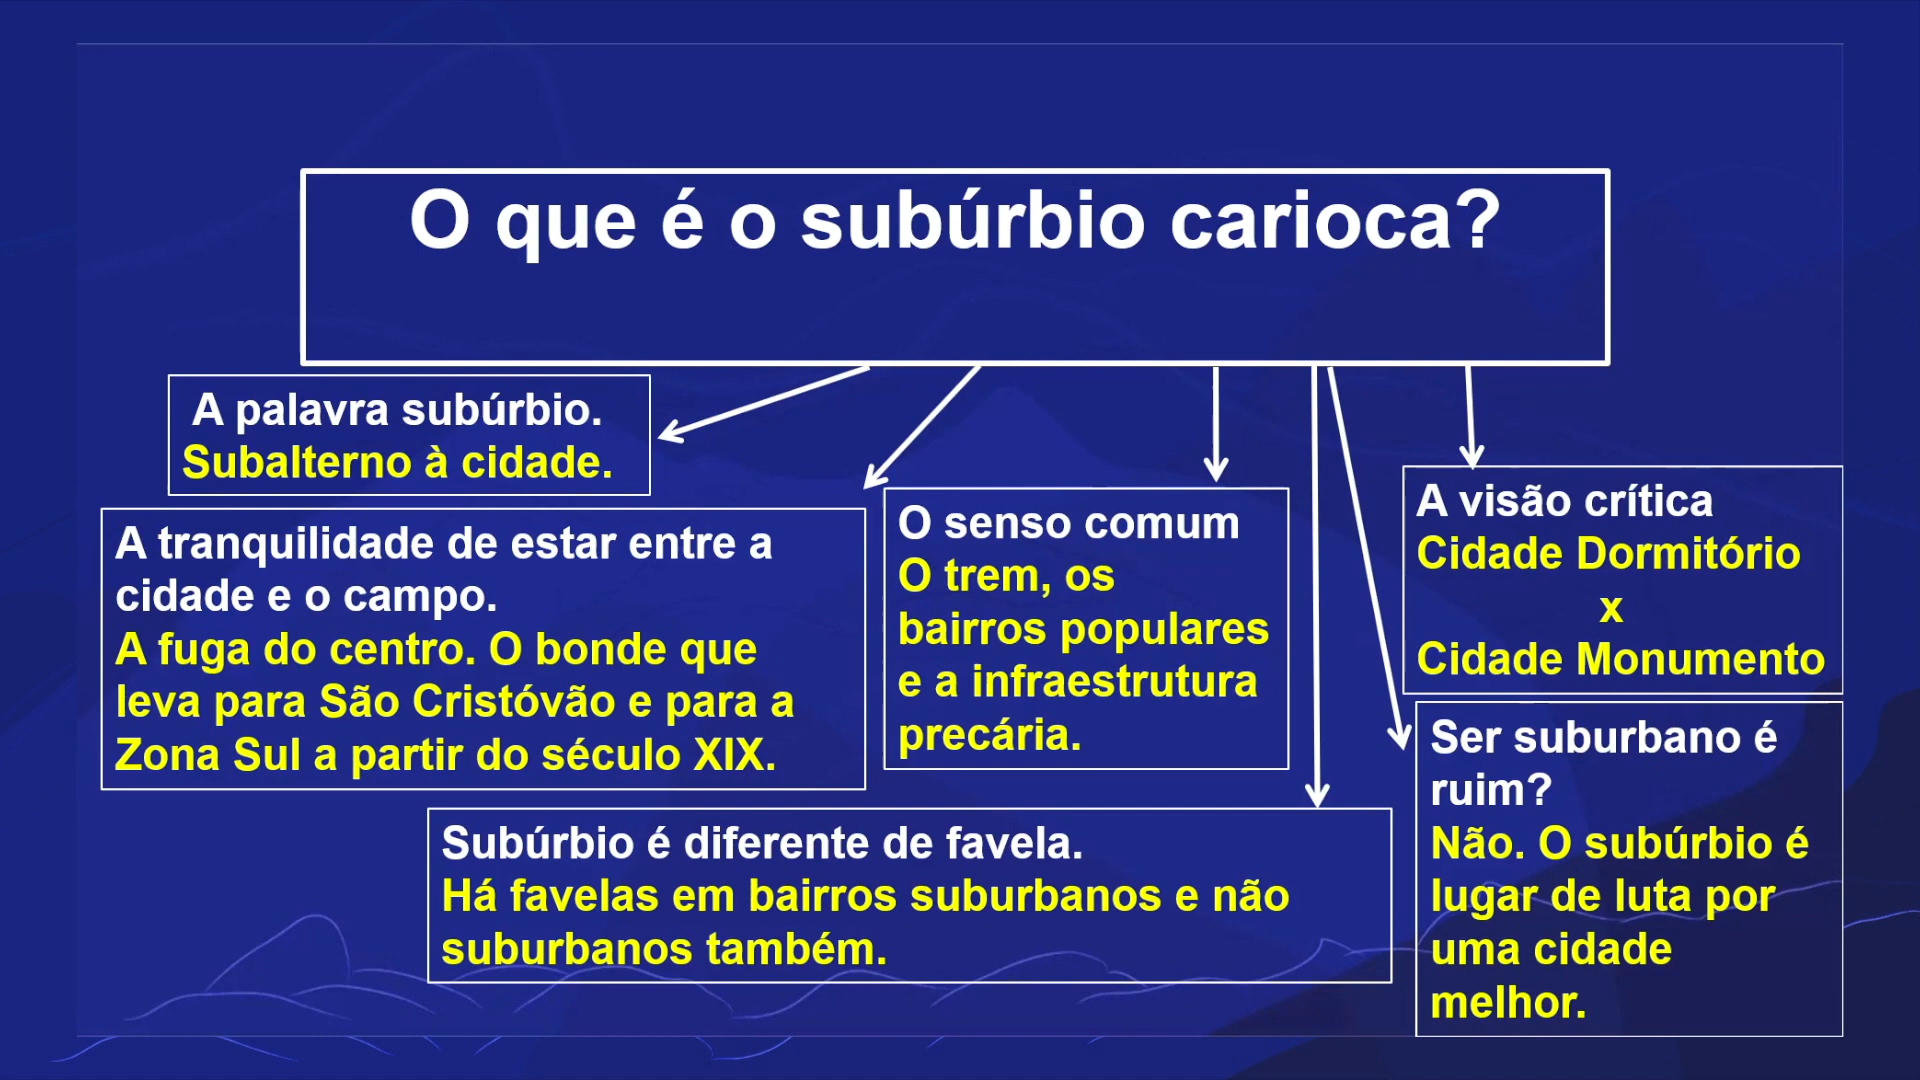 O que é o subúrbio carioca?
A palavra subúrbio.
Subalterno à cidade.
A tranquilidade de estar entre a
cidade e o campo.
A fuga do centro. O bonde que
leva para São Cristóvão e para a
Zona Sul a partir do século XIX.
O senso comum
O trem, os
bairros populares
e a infraestrutura
precária.
Subúrbio é diferente de favela.
Há favelas em bairros suburbanos e não
suburbanos também.
A visão crítica
Cidade Dormitório
x
Cidade Monumento
Ser suburbano é
ruim?
Não. O subúrbio é
lugar de luta por
uma cidade
melhor.